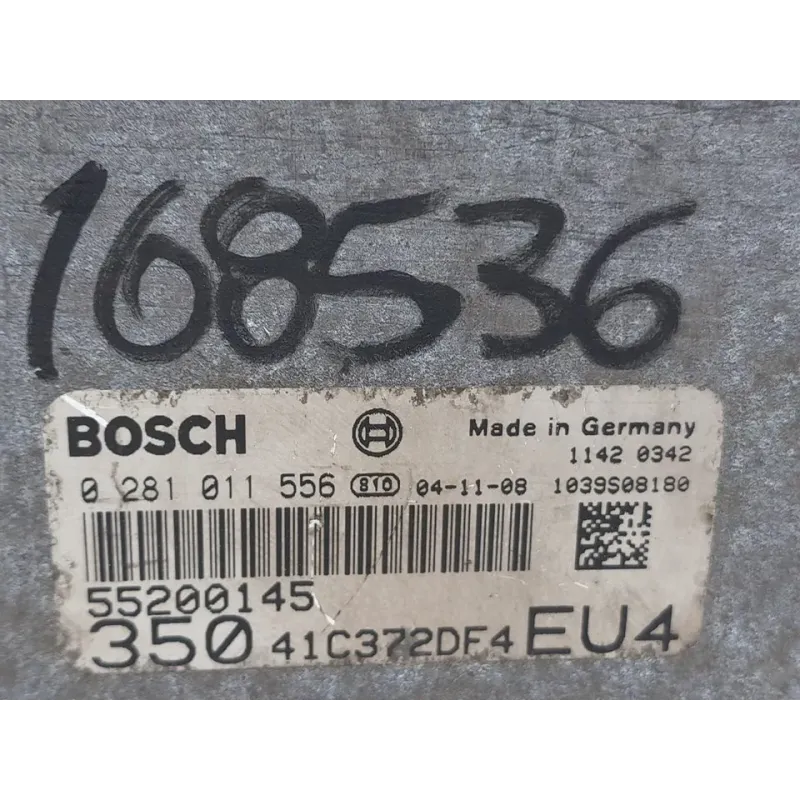 168536
BOSCH Made in Germany
1142 0342
0 281 011 556 810 04-11-08 1039S08180
55200145
350 41C372DF4 EU4